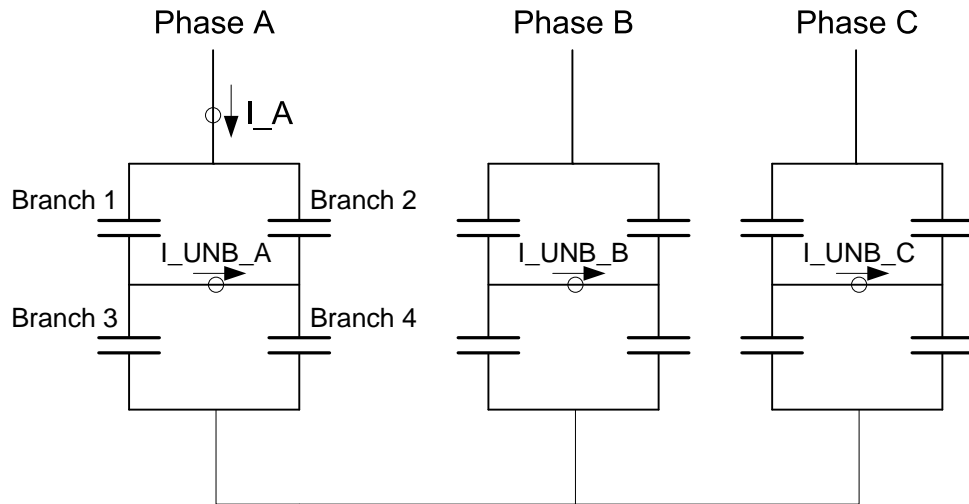 Phase A Phase B Phase C
I_A
Branch 1 Branch 2
I_UNB_A I_UNB_B I_UNB_C
Branch 3 Branch 4